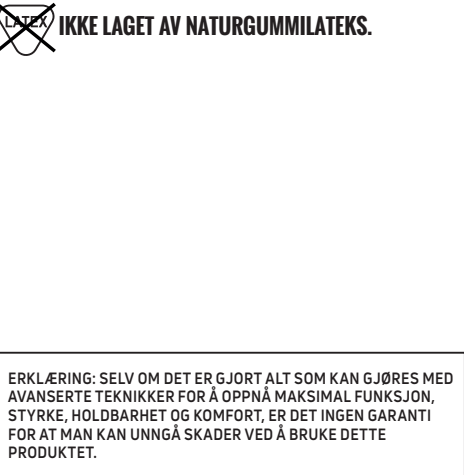 LATEX
IKKE LAGET AV NATURGUMMILATEKS.
ERKLÆRING: SELV OM DET ER GJORT ALT SOM KAN GJØRES MED
AVANSERTE TEKNIKKER FOR Å OPPNÅ MAKSIMAL FUNKSJON,
STYRKE, HOLDBARHET OG KOMFORT, ER DET INGEN GARANTI
FOR AT MAN KAN UNNGÅ SKADER VED Å BRUKE DETTE
PRODUKTET.